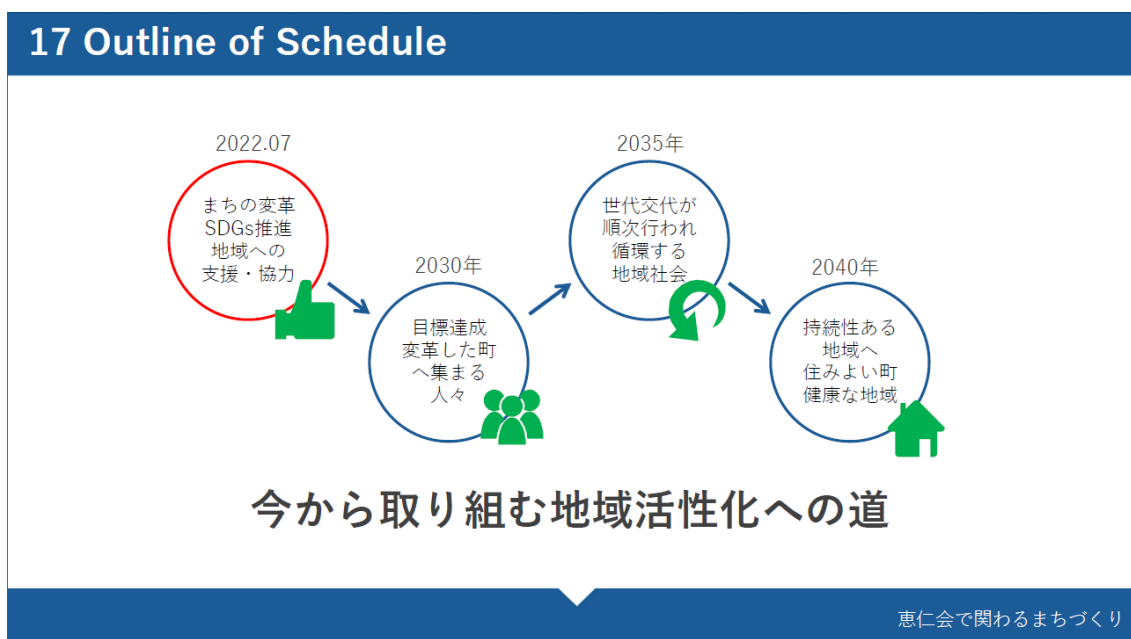 17 Outline of Schedule
2022.07
まちの変革
SDGs推進
地域への
支援・協力
2030年
目標達成
変革した町
へ集まる
人々
2035年
世代交代が
順次行われ
循環する
地域社会
2040年
持続性ある
地域へ
住みよい町
健康な地域
今から取り組む地域活性化への道
恵仁会で関わるまちづくり